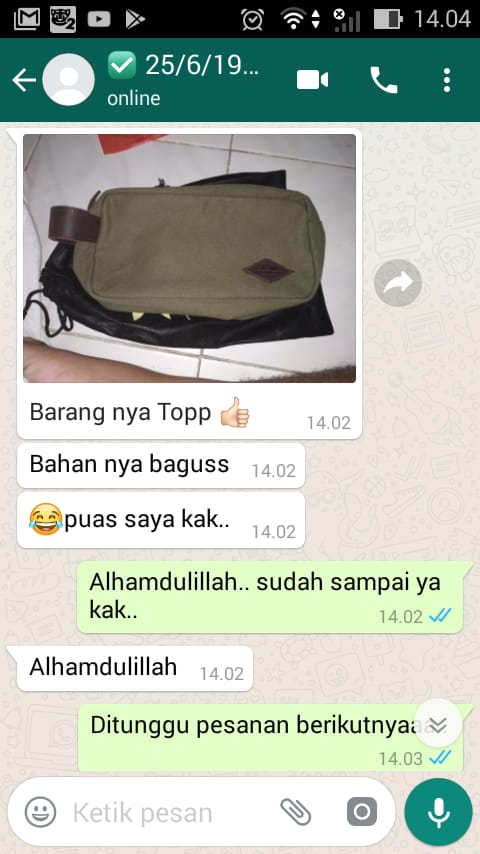 14.04
✅ 25/6/19...
online
Barang nya Topp 👍🏻
14.02
Bahan nya baguss 14.02
😂puas saya kak.. 14.02
Alhamdulillah.. sudah sampai ya
kak..
14.02
Alhamdulillah 14.02
Ditunggu pesanan berikutnyaaa..
14.03
Ketik pesan